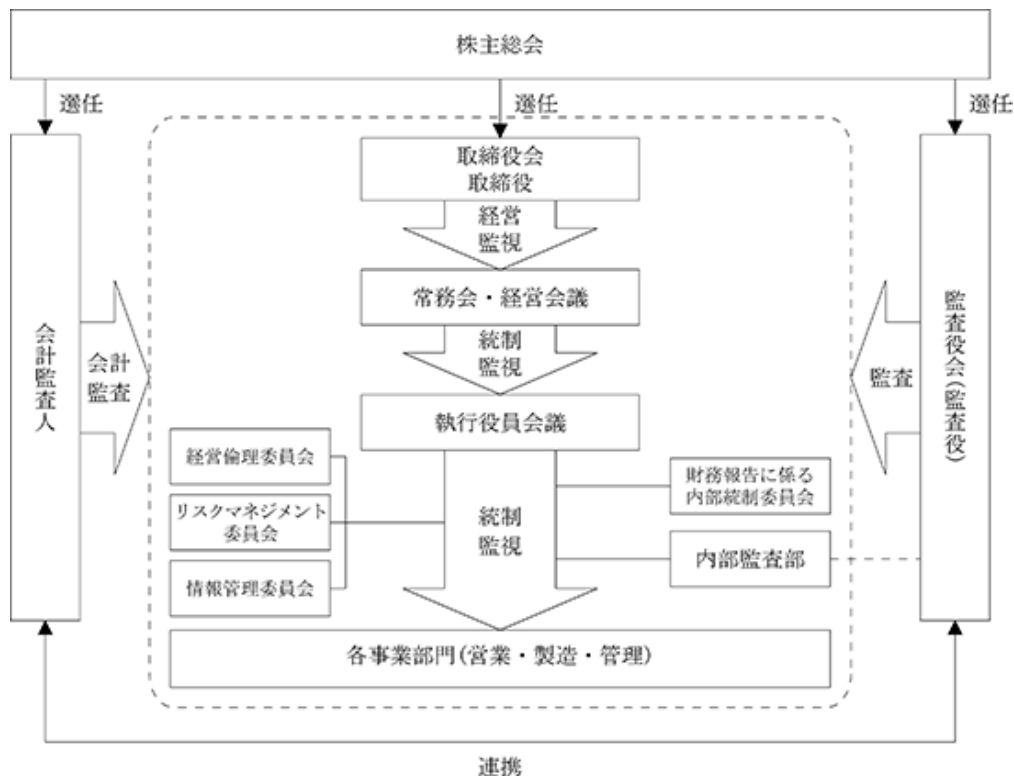 株主総会
選任
選任
選任
取締役会
取締役
経営
監視
常務会・経営会議
統制
監視
執行役員会議
会計監査人
会計
監査
監査
監査役会(監査役)
経営倫理委員会
リスクマネジメント
委員会
情報管理委員会
統制
監視
財務報告に係る
内部統制委員会
内部監査部
各事業部門(営業・製造・管理)
連携